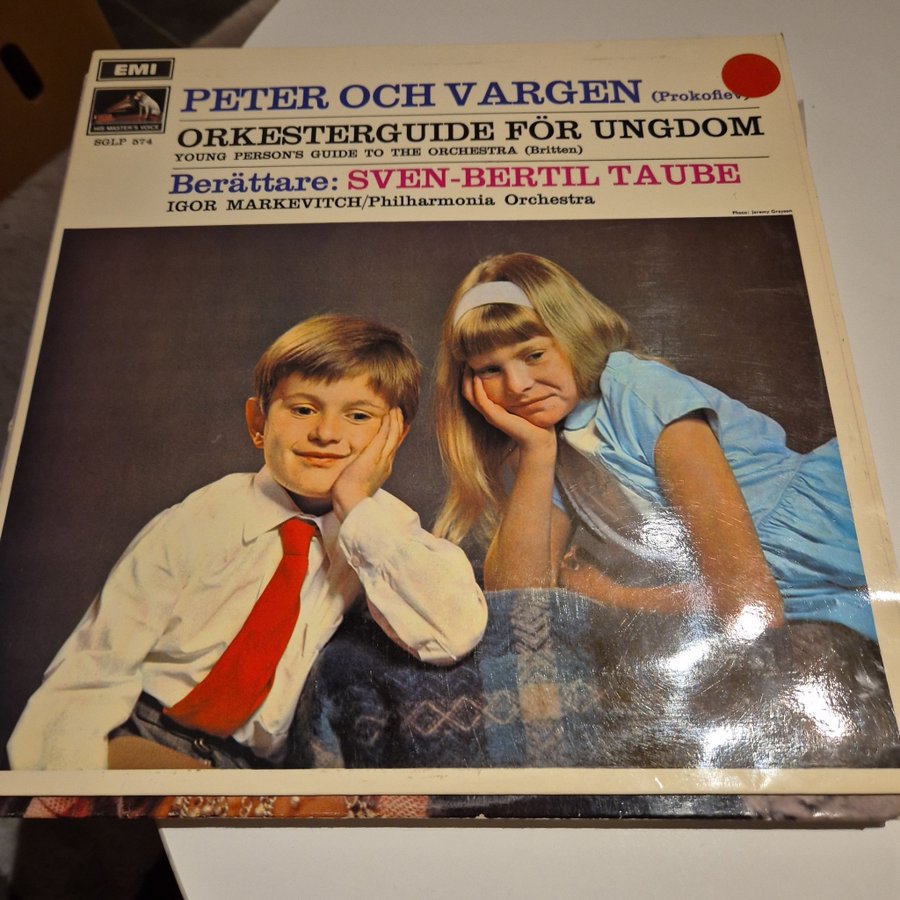 EMI
HIS MASTER'S VOICE
SGLP 574
PETER OCH VARGEN (Prokofiev)
ORKESTERGUIDE FÖR UNGDOM
YOUNG PERSON'S GUIDE TO THE ORCHESTRA (Britten)
Berättare: SVEN-BERTIL TAUBE
IGOR MARKEVITCH/Philharmonia Orchestra
Photo: Jeremy Grayson